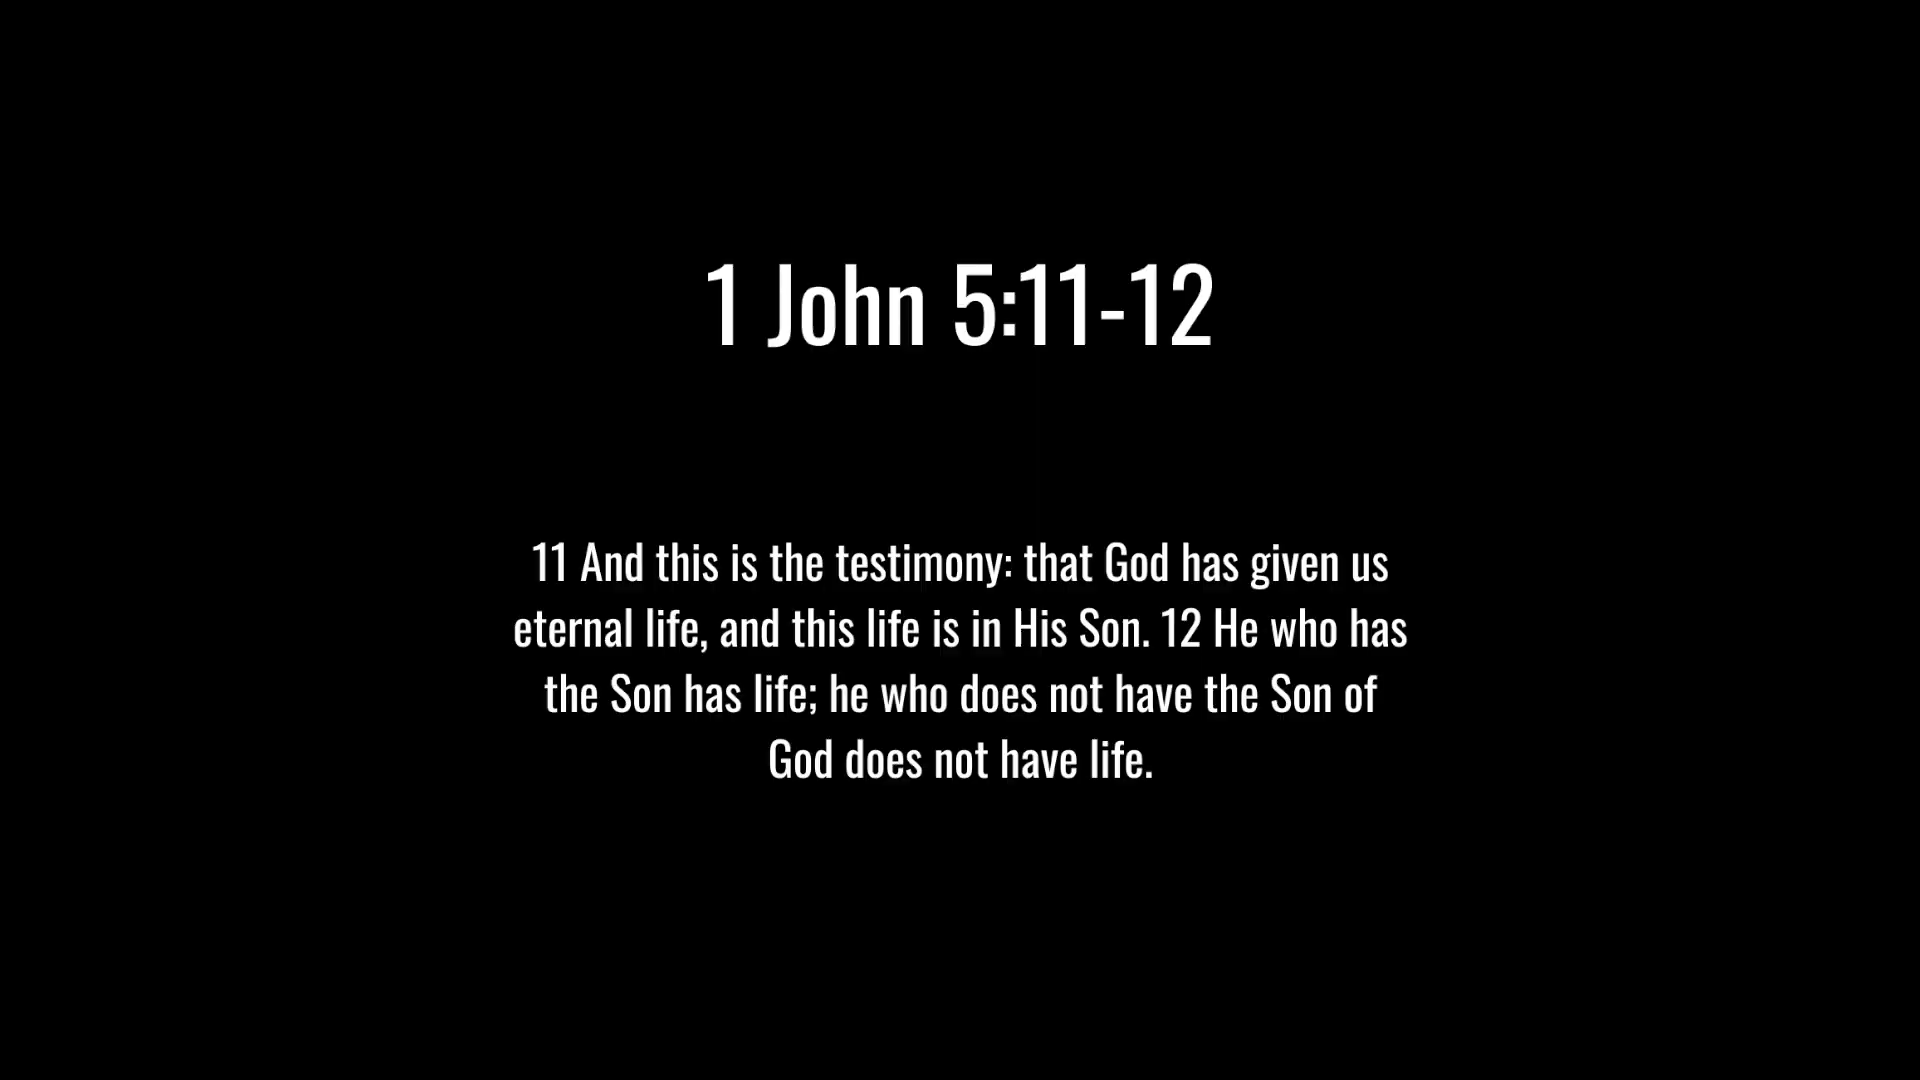 1 John 5:11-12
11 And this is the testimony: that God has given us
eternal life, and this life is in His Son. 12 He who has
the Son has life; he who does not have the Son of
God does not have life.